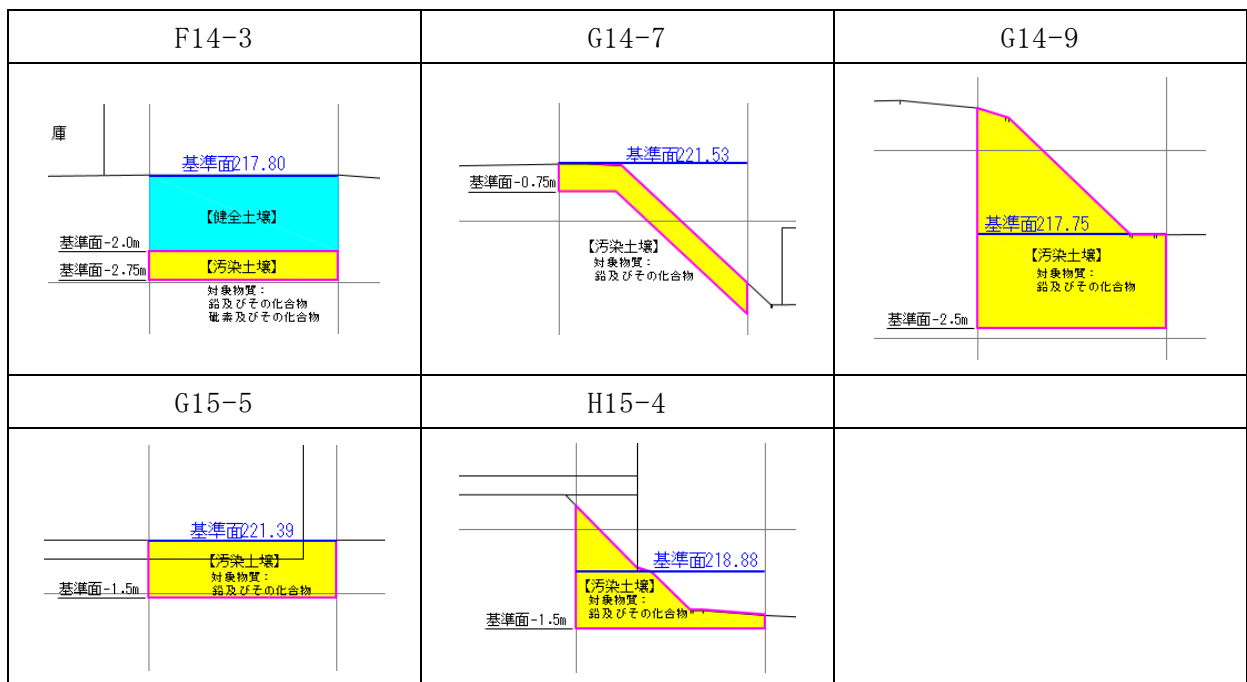 F14-3
G14-7
G14-9
庫
基準面217.80
【健全土壌】
基準面-2.0m
基準面-2.75m
【汚染土壌】
対象物質：
鉛及びその化合物
砒素及びその化合物
基準面221.53
基準面-0.75m
【汚染土壌】
対象物質：
鉛及びその化合物
基準面217.75
【汚染土壌】
対象物質：
鉛及びその化合物
基準面-2.5m
G15-5
H15-4
基準面221.39
【汚染土壌】
対象物質：
鉛及びその化合物
基準面-1.5m
基準面218.88
【汚染土壌】
対象物質：
鉛及びその化合物
基準面-1.5m